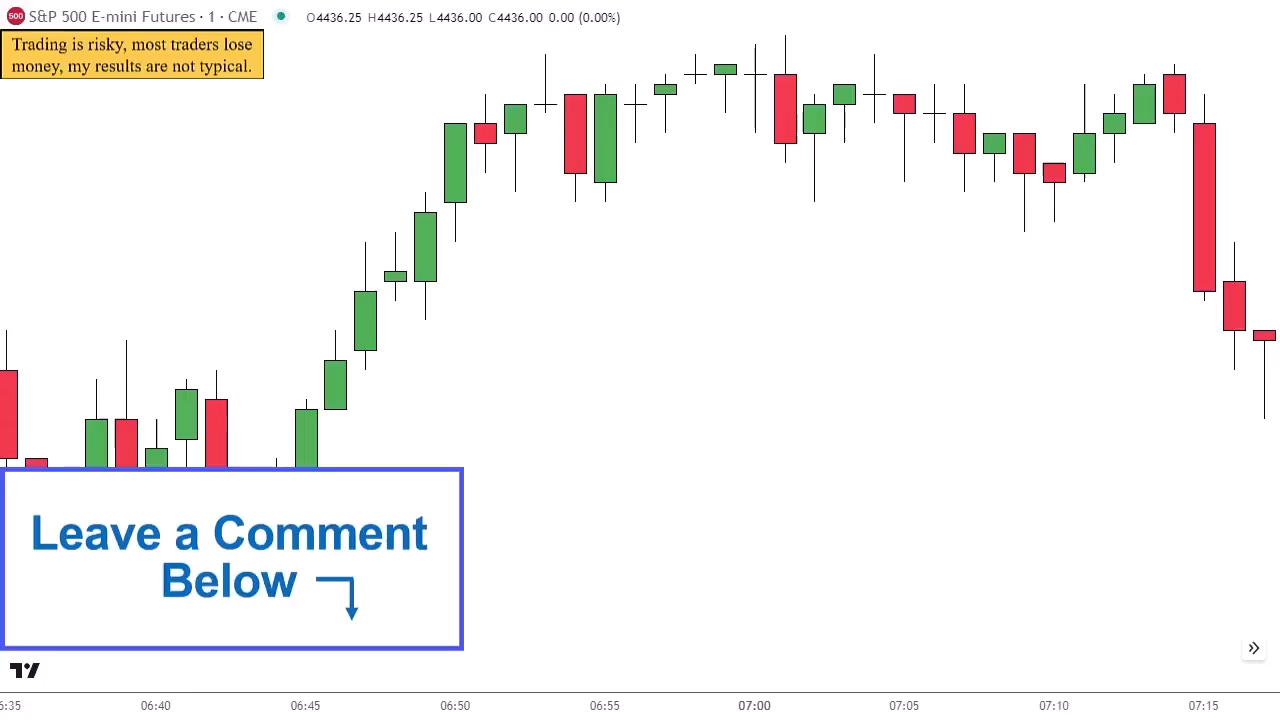 500 S&P 500 E-mini Futures · 1 · CME O4436.25 H4436.25 L4436.00 C4436.00 0.00 (0.00%)
Trading is risky, most traders lose
money, my results are not typical.
Leave a Comment
Below
6:35 06:40 06:45 06:50 06:55 07:00 07:05 07:10 07:15